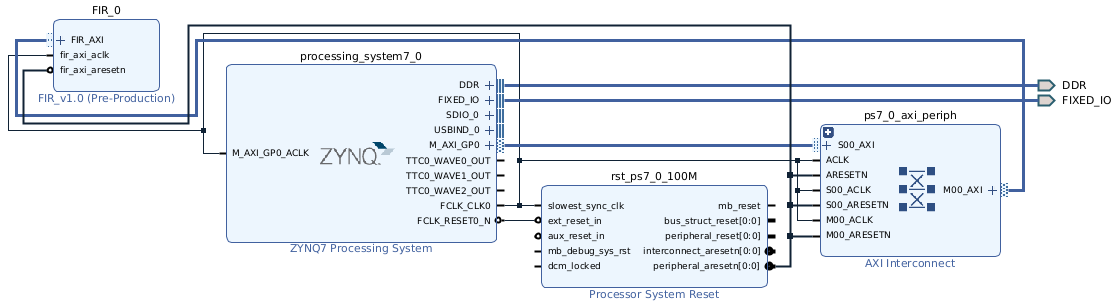 FIR_0
FIR_AXI
fir_axi_aclk
fir_axi_aresetn
FIR_v1.0 (Pre-Production)
processing_system7_0
DDR
FIXED_IO
SDIO_0
USBIND_0
M_AXI_GP0
M_AXI_GP0_ACLK
ZYNQ
TTC0_WAVE0_OUT
TTC0_WAVE1_OUT
TTC0_WAVE2_OUT
FCLK_CLK0
FCLK_RESET0_N
ZYNQ7 Processing System
rst_ps7_0_100M
slowest_sync_clk
mb_reset
ext_reset_in
bus_struct_reset[0:0]
aux_reset_in
peripheral_reset[0:0]
mb_debug_sys_rst
interconnect_aresetn[0:0]
dcm_locked
peripheral_aresetn[0:0]
Processor System Reset
ps7_0_axi_periph
S00_AXI
ACLK
ARESETN
S00_ACLK
M00_AXI
S00_ARESETN
M00_ACLK
M00_ARESETN
AXI Interconnect
DDR
FIXED_IO